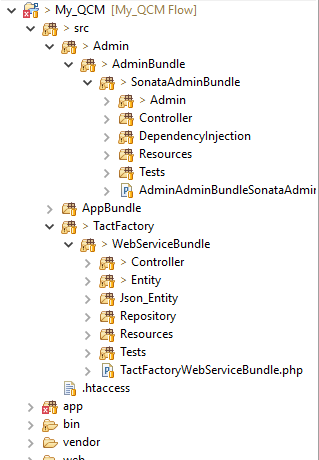 > My_QCM [My_QCM Flow]
> src
> Admin
> AdminBundle
> SonataAdminBundle
> Admin
Controller
DependencyInjection
Resources
Tests
AdminAdminBundleSonataAdmi
AppBundle
> TactFactory
> WebServiceBundle
> Controller
> Entity
Json_Entity
Repository
Resources
Tests
TactFactoryWebServiceBundle.php
.htaccess
app
bin
vendor
web